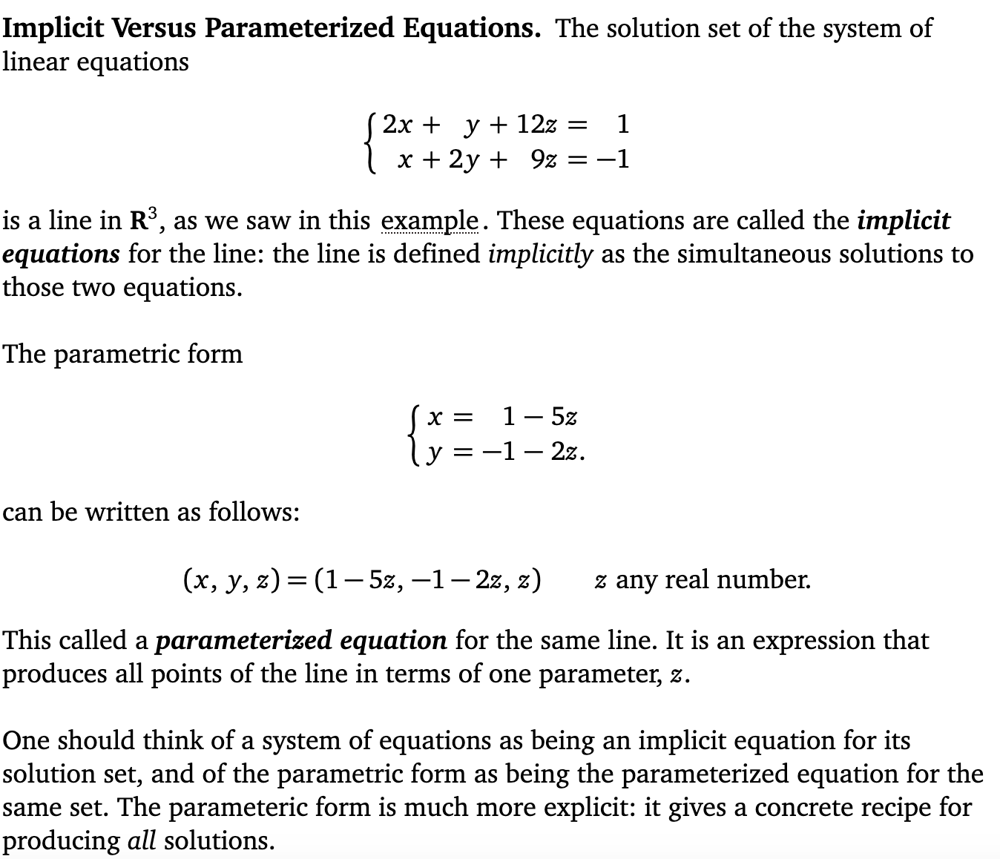 Implicit Versus Parameterized Equations. The solution set of the system of
linear equations
2x + y + 12z = 1
x + 2y + 9z = −1
is a line in R³, as we saw in this example. These equations are called the implicit
equations for the line: the line is defined implicitly as the simultaneous solutions to
those two equations.
The parametric form
x = 1 − 5z
y = −1 − 2z.
can be written as follows:
(x, y, z) = (1 − 5z, −1 − 2z, z) z any real number.
This called a parameterized equation for the same line. It is an expression that
produces all points of the line in terms of one parameter, z.
One should think of a system of equations as being an implicit equation for its
solution set, and of the parametric form as being the parameterized equation for the
same set. The parameteric form is much more explicit: it gives a concrete recipe for
producing all solutions.